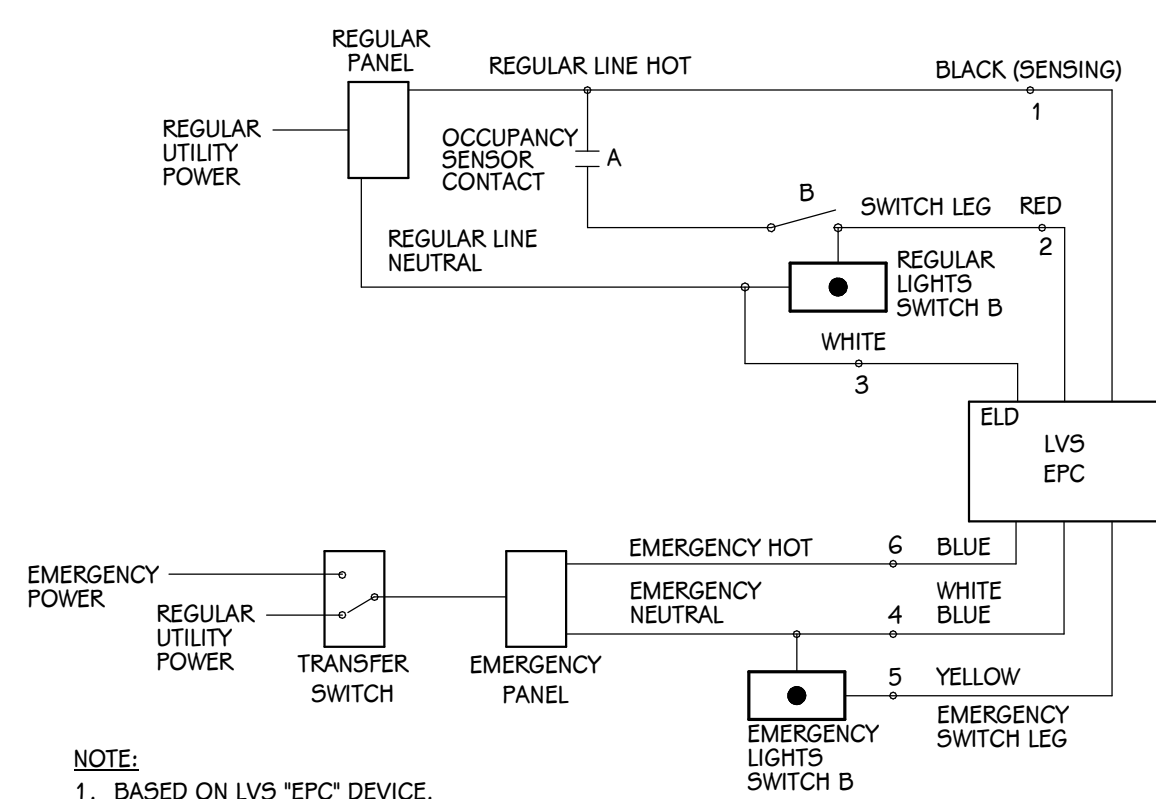 REGULAR
PANEL
REGULAR LINE HOT
BLACK (SENSING)
1
REGULAR
UTILITY
POWER
OCCUPANCY
SENSOR
CONTACT
A
B
SWITCH LEG
RED
2
REGULAR LINE
NEUTRAL
REGULAR
LIGHTS
SWITCH B
WHITE
3
ELD
LVS
EPC
EMERGENCY
POWER
REGULAR
UTILITY
POWER
TRANSFER
SWITCH
EMERGENCY
PANEL
EMERGENCY HOT
6
BLUE
EMERGENCY
NEUTRAL
4
WHITE
BLUE
5
YELLOW
EMERGENCY
SWITCH LEG
EMERGENCY
LIGHTS
SWITCH B
NOTE:
1. BASED ON LVS "EPC" DEVICE.